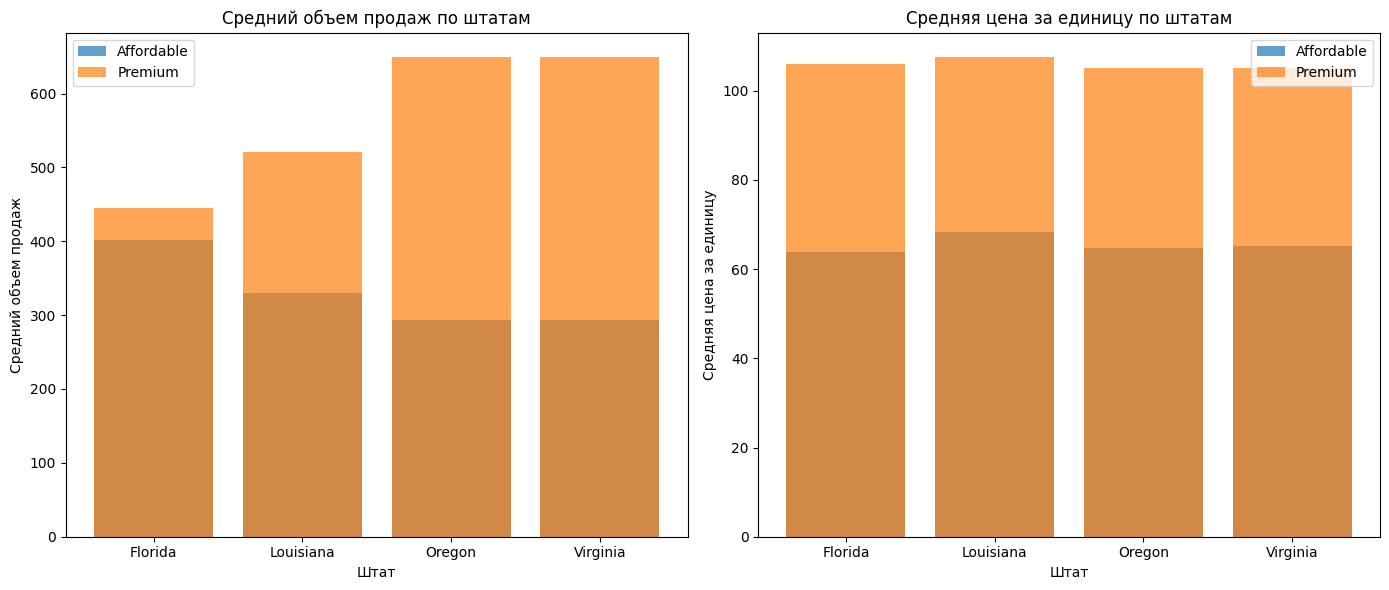 Средний объем продаж по штатам
Affordable
Premium
600
500
400
300
200
100
0
Средний объем продаж
Florida
Louisiana
Oregon
Virginia
Штат
Средняя цена за единицу по штатам
Affordable
Premium
100
80
60
40
20
0
Средняя цена за единицу
Florida
Louisiana
Oregon
Virginia
Штат